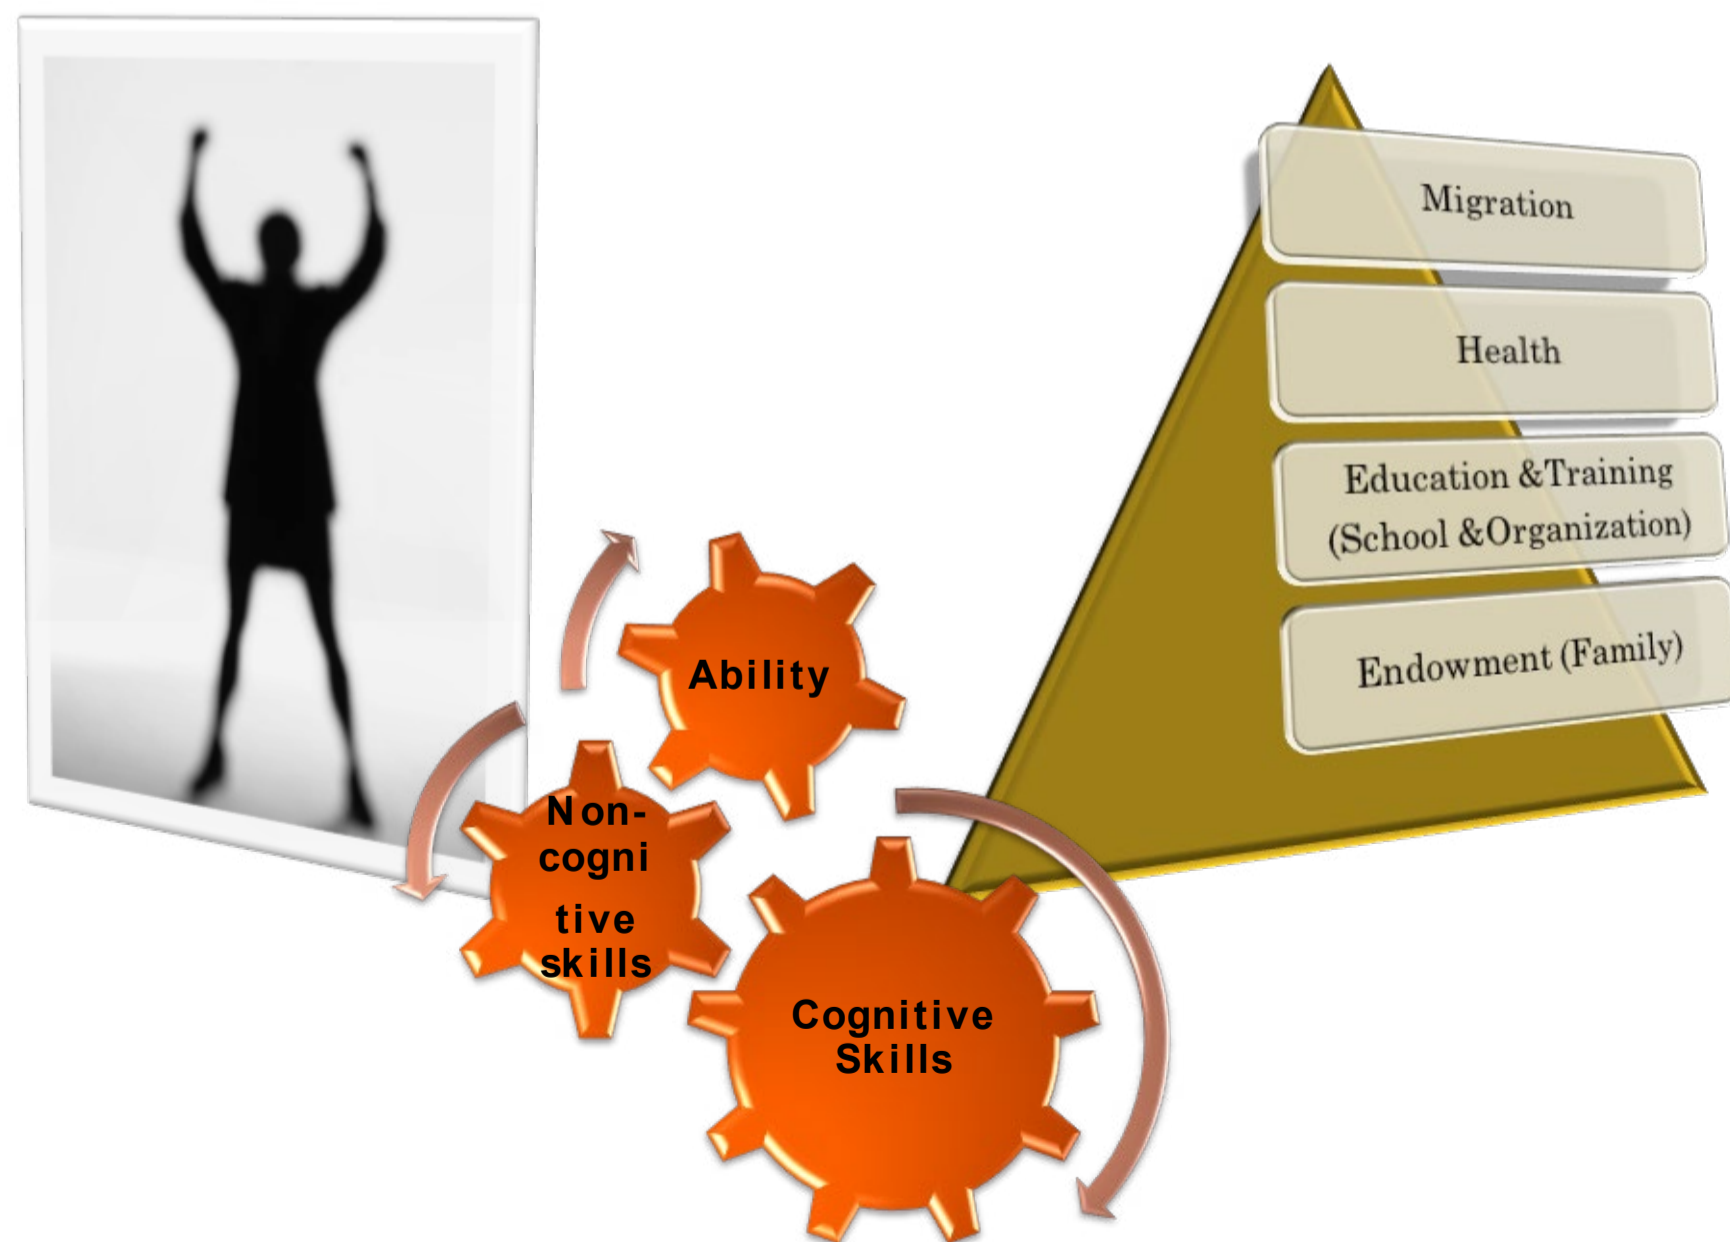 Migration
Health
Education &Training
(School &Organization)
Endowment (Family)
Ability
Non-
cogni
tive
skills
Cognitive
Skills